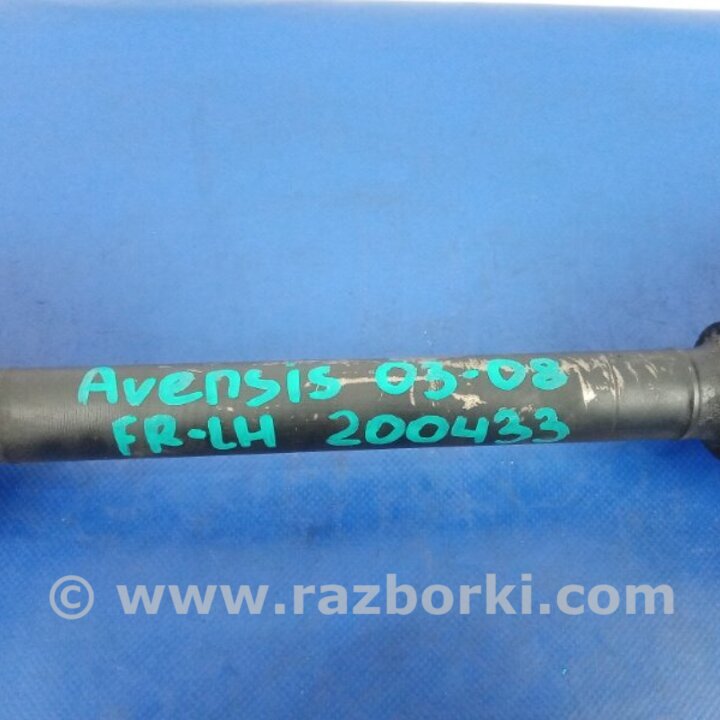 Avensis 03-08
FR-LH 200433
© www.razborki.com